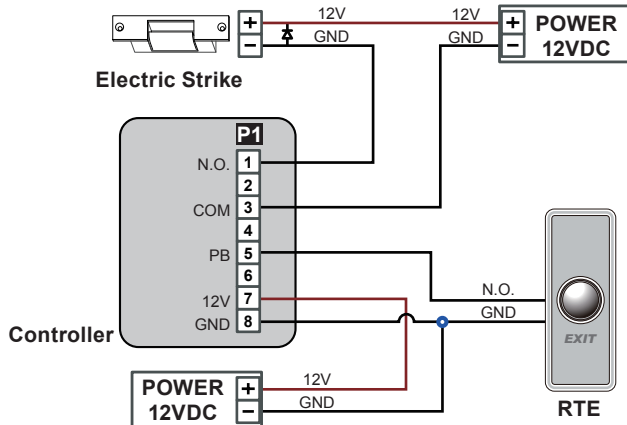 12V
12V
+
-
GND
GND
+
-
POWER
12VDC
Electric Strike
P1
N.O.
1
2
COM
3
4
PB
5
6
12V
7
GND
8
Controller
N.O.
GND
EXIT
RTE
POWER
12VDC
+
-
12V
GND